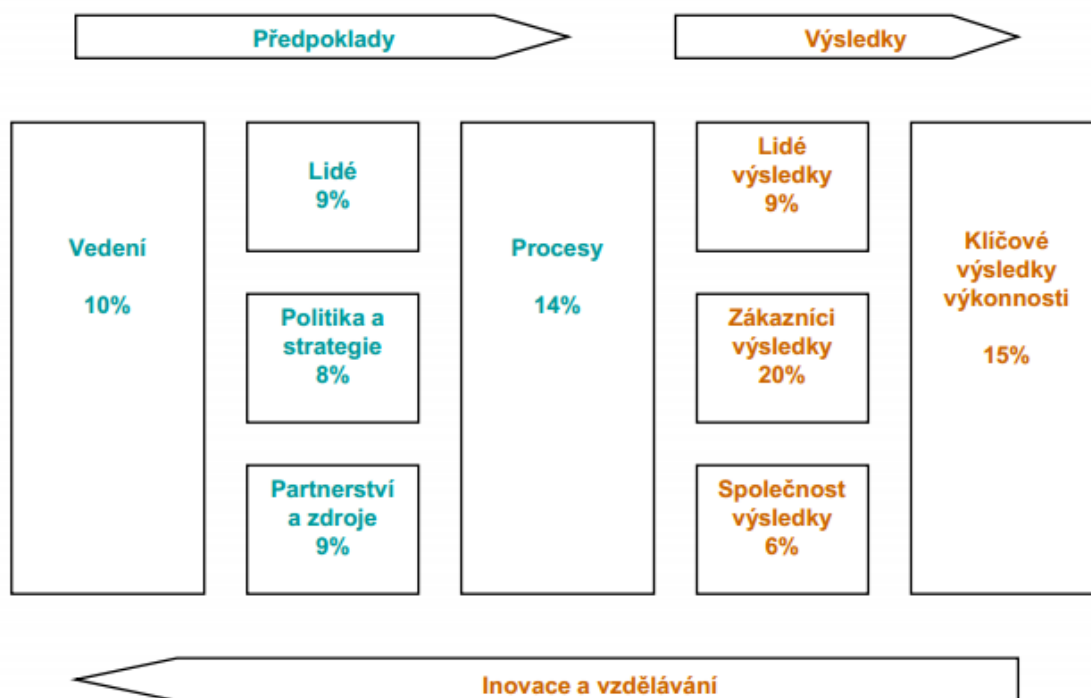 Předpoklady
Výsledky
Vedení
10%
Lidé
9%
Politika a
strategie
8%
Partnerství
a zdroje
9%
Procesy
14%
Lidé
výsledky
9%
Zákazníci
výsledky
20%
Společnost
výsledky
6%
Klíčové
výsledky
výkonnosti
15%
Inovace a vzdělávání